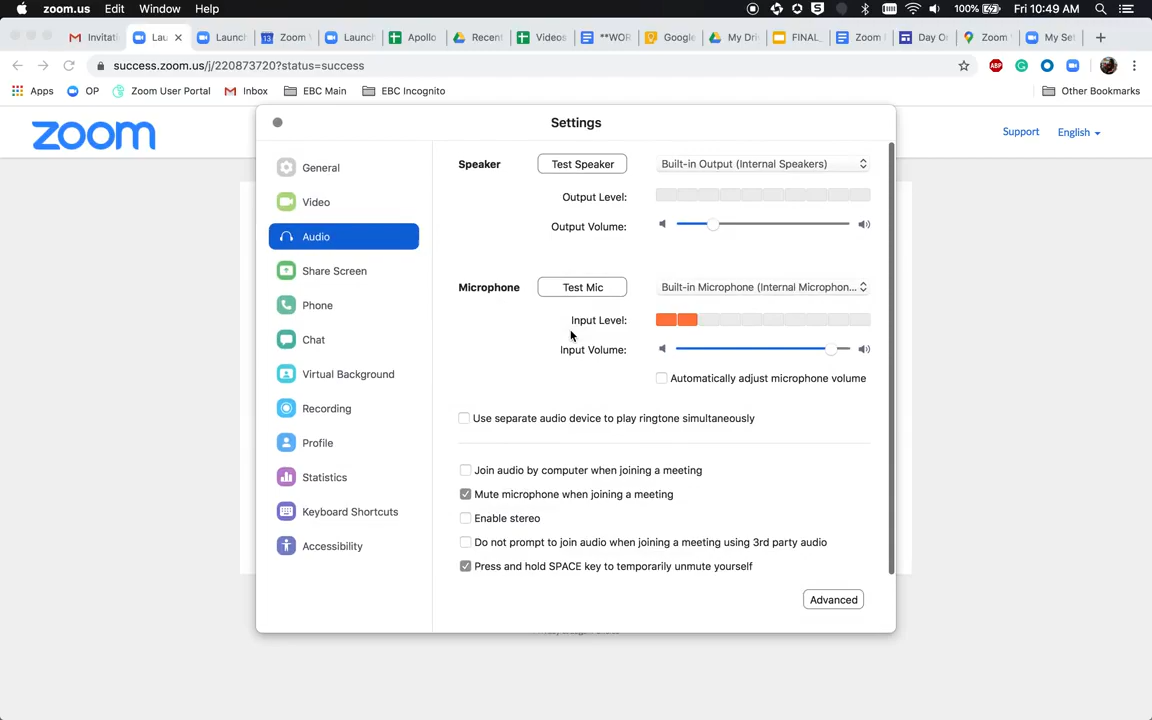 zoom.us Edit Window Help 100% Fri 10:49 AM
Invitati Lau Launch Zoom Launch Apollo Recen Videos **WOR Google My Dri FINAL_ Zoom Day O Zoom My Se
success.zoom.us/j/220873720?status=success
Apps OP Zoom User Portal Inbox EBC Main EBC Incognito Other Bookmarks
zoom Support English
Settings
General
Video
Audio
Share Screen
Phone
Chat
Virtual Background
Recording
Profile
Statistics
Keyboard Shortcuts
Accessibility
Speaker Test Speaker Built-in Output (Internal Speakers)
Output Level:
Output Volume:
Microphone Test Mic Built-in Microphone (Internal Microphon...
Input Level:
Input Volume:
Automatically adjust microphone volume
Use separate audio device to play ringtone simultaneously
Join audio by computer when joining a meeting
Mute microphone when joining a meeting
Enable stereo
Do not prompt to join audio when joining a meeting using 3rd party audio
Press and hold SPACE key to temporarily unmute yourself
Advanced